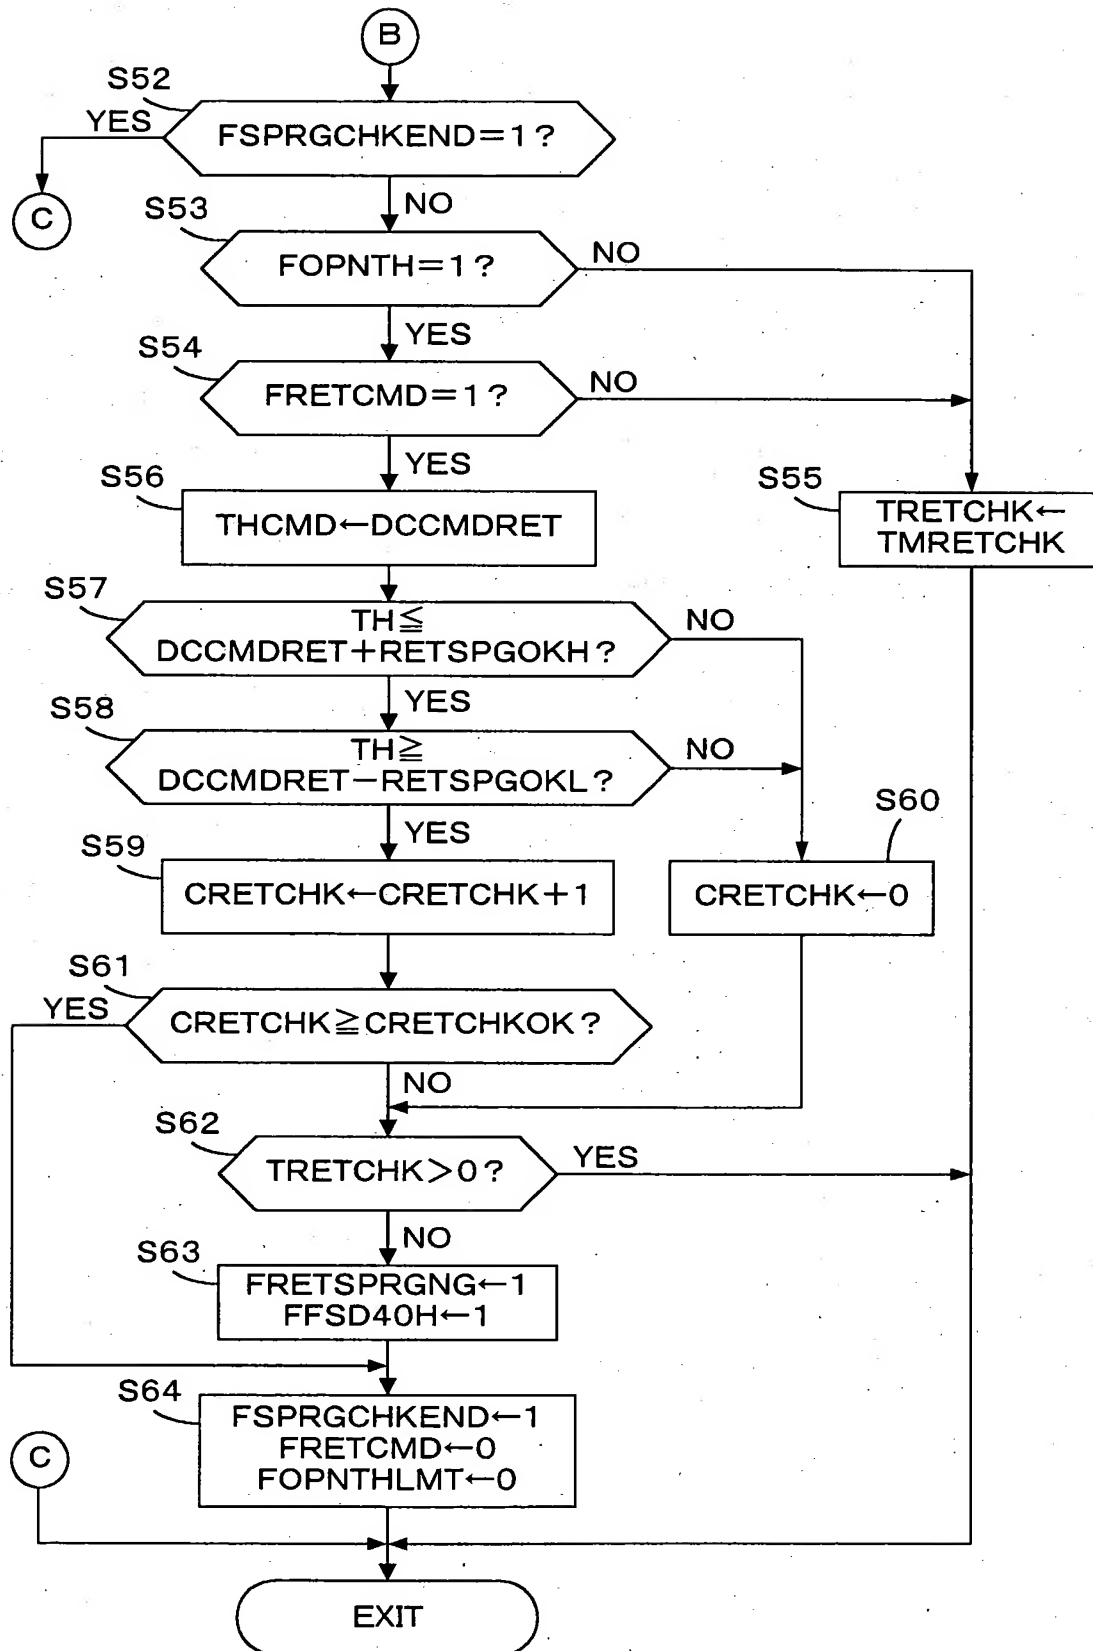 B
S52
YES
FSPRGCHKEND=1?
C
NO
S53
FOPNTH=1?
NO
YES
S54
FRETCMD=1?
NO
YES
S56
THCMD←DCCMDRET
S55
TRETCHK←
TMRETCHK
S57
TH≦
DCCMDRET+RETSPGOKH?
NO
YES
S58
TH≧
DCCMDRET−RETSPGOKL?
NO
YES
S59
CRETCHK←CRETCHK+1
S60
CRETCHK←0
S61
YES
CRETCHK≧CRETCHKOK?
NO
S62
TRETCHK>0?
YES
NO
S63
FRETSPRGNG←1
FFSD40H←1
S64
FSPRGCHKEND←1
FRETCMD←0
FOPNTHLMT←0
C
EXIT